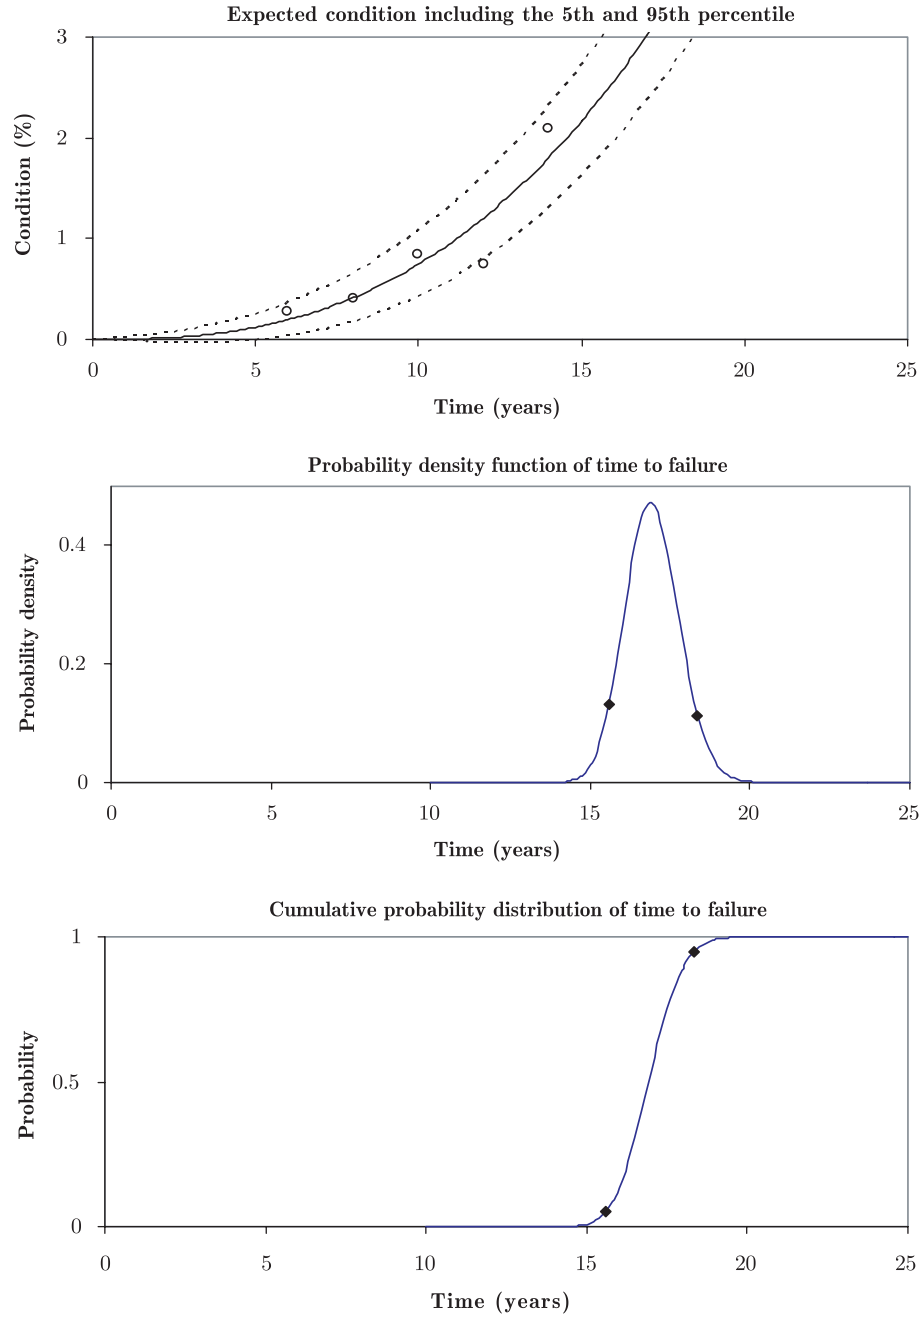 Expected condition including the 5th and 95th percentile
3
2
1
0
Condition (%)
0 5 10 15 20 25
Time (years)
Probability density function of time to failure
0.4
0.2
0
Probability density
0 5 10 15 20 25
Time (years)
Cumulative probability distribution of time to failure
1
0.5
0
Probability
0 5 10 15 20 25
Time (years)